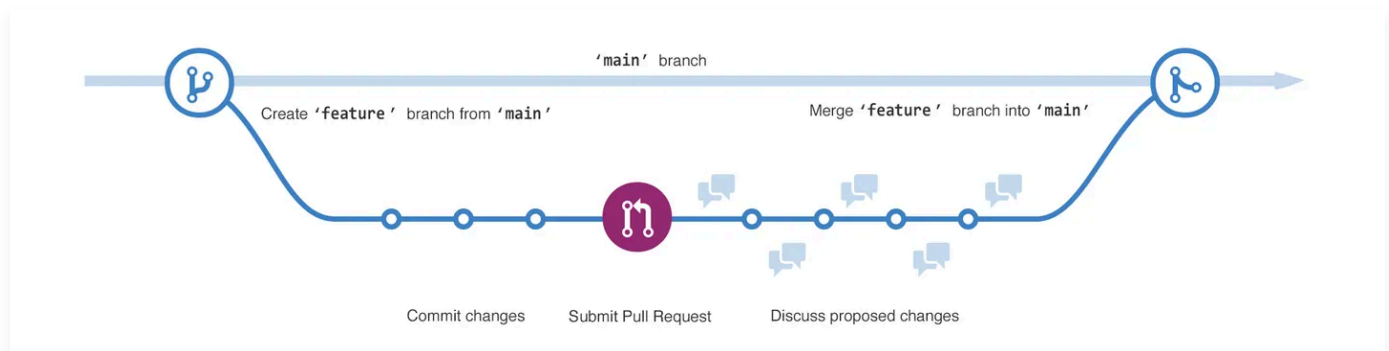 ‘main’ branch
Create ‘feature’ branch from ‘main’
Merge ‘feature’ branch into ‘main’
Commit changes
Submit Pull Request
Discuss proposed changes